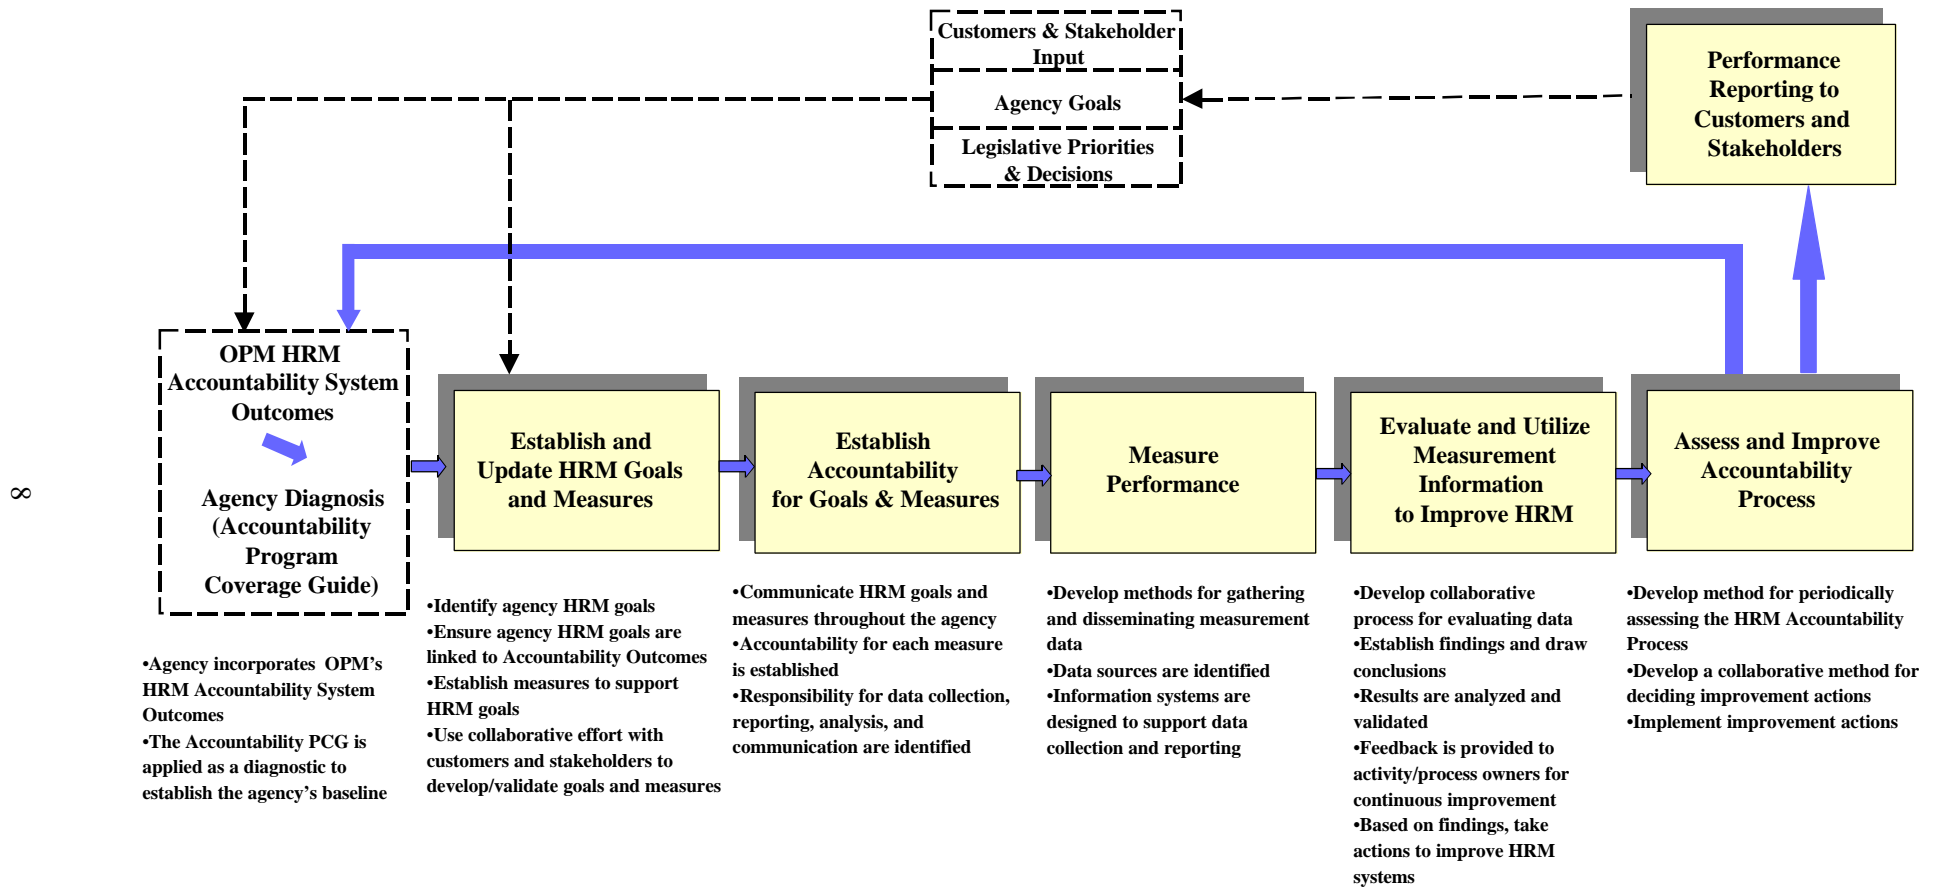 Customers & Stakeholder
Input
Agency Goals
Legislative Priorities
& Decisions
Performance
Reporting to
Customers and
Stakeholders
OPM HRM
Accountability System
Outcomes
Agency Diagnosis
(Accountability
Program
Coverage Guide)
Establish and
Update HRM Goals
and Measures
Establish
Accountability
for Goals & Measures
Measure
Performance
Evaluate and Utilize
Measurement
Information
to Improve HRM
Assess and Improve
Accountability
Process
8
•Agency incorporates OPM's
HRM Accountability System
Outcomes
•The Accountability PCG is
applied as a diagnostic to
establish the agency's baseline
•Identify agency HRM goals
•Ensure agency HRM goals are
linked to Accountability Outcomes
•Establish measures to support
HRM goals
•Use collaborative effort with
customers and stakeholders to
develop/validate goals and measures
•Communicate HRM goals and
measures throughout the agency
•Accountability for each measure
is established
•Responsibility for data collection,
reporting, analysis, and
communication are identified
•Develop methods for gathering
and disseminating measurement
data
•Data sources are identified
•Information systems are
designed to support data
collection and reporting
•Develop collaborative
process for evaluating data
•Establish findings and draw
conclusions
•Results are analyzed and
validated
•Feedback is provided to
activity/process owners for
continuous improvement
•Based on findings, take
actions to improve HRM
systems
•Develop method for periodically
assessing the HRM Accountability
Process
•Develop a collaborative method for
deciding improvement actions
•Implement improvement actions